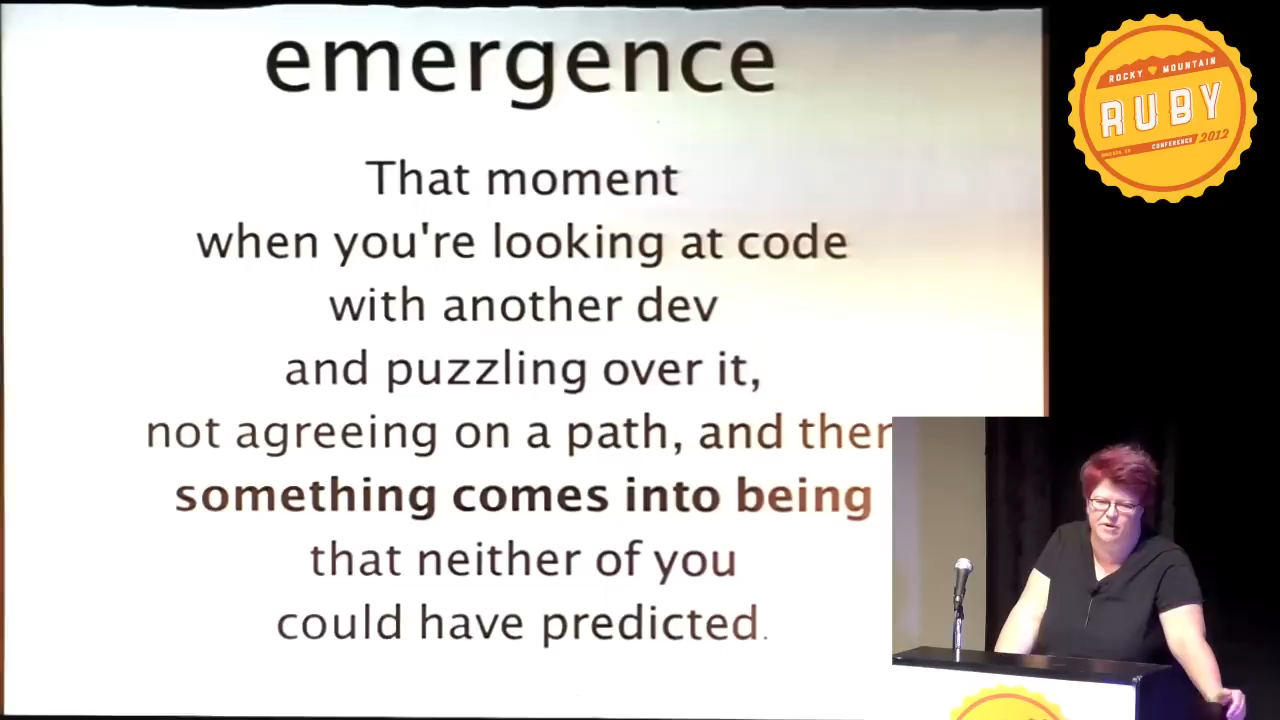 emergence
That moment
when you're looking at code
with another dev
and puzzling over it,
not agreeing on a path, and then
something comes into being
that neither of you
could have predicted.
ROCKY MOUNTAIN
RUBY
CONFERENCE 2012